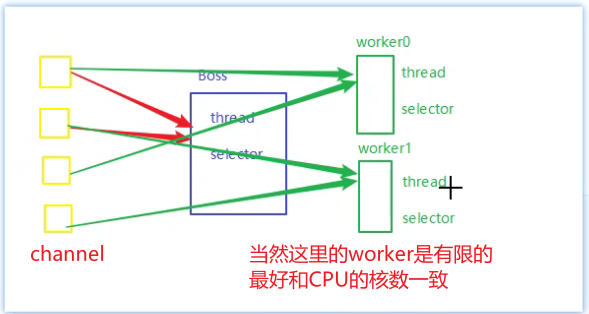 worker0
Boss
thread
thread
selector
selector
worker1
thread
selector
channel
当然这里的worker是有限的
最好和CPU的核数一致